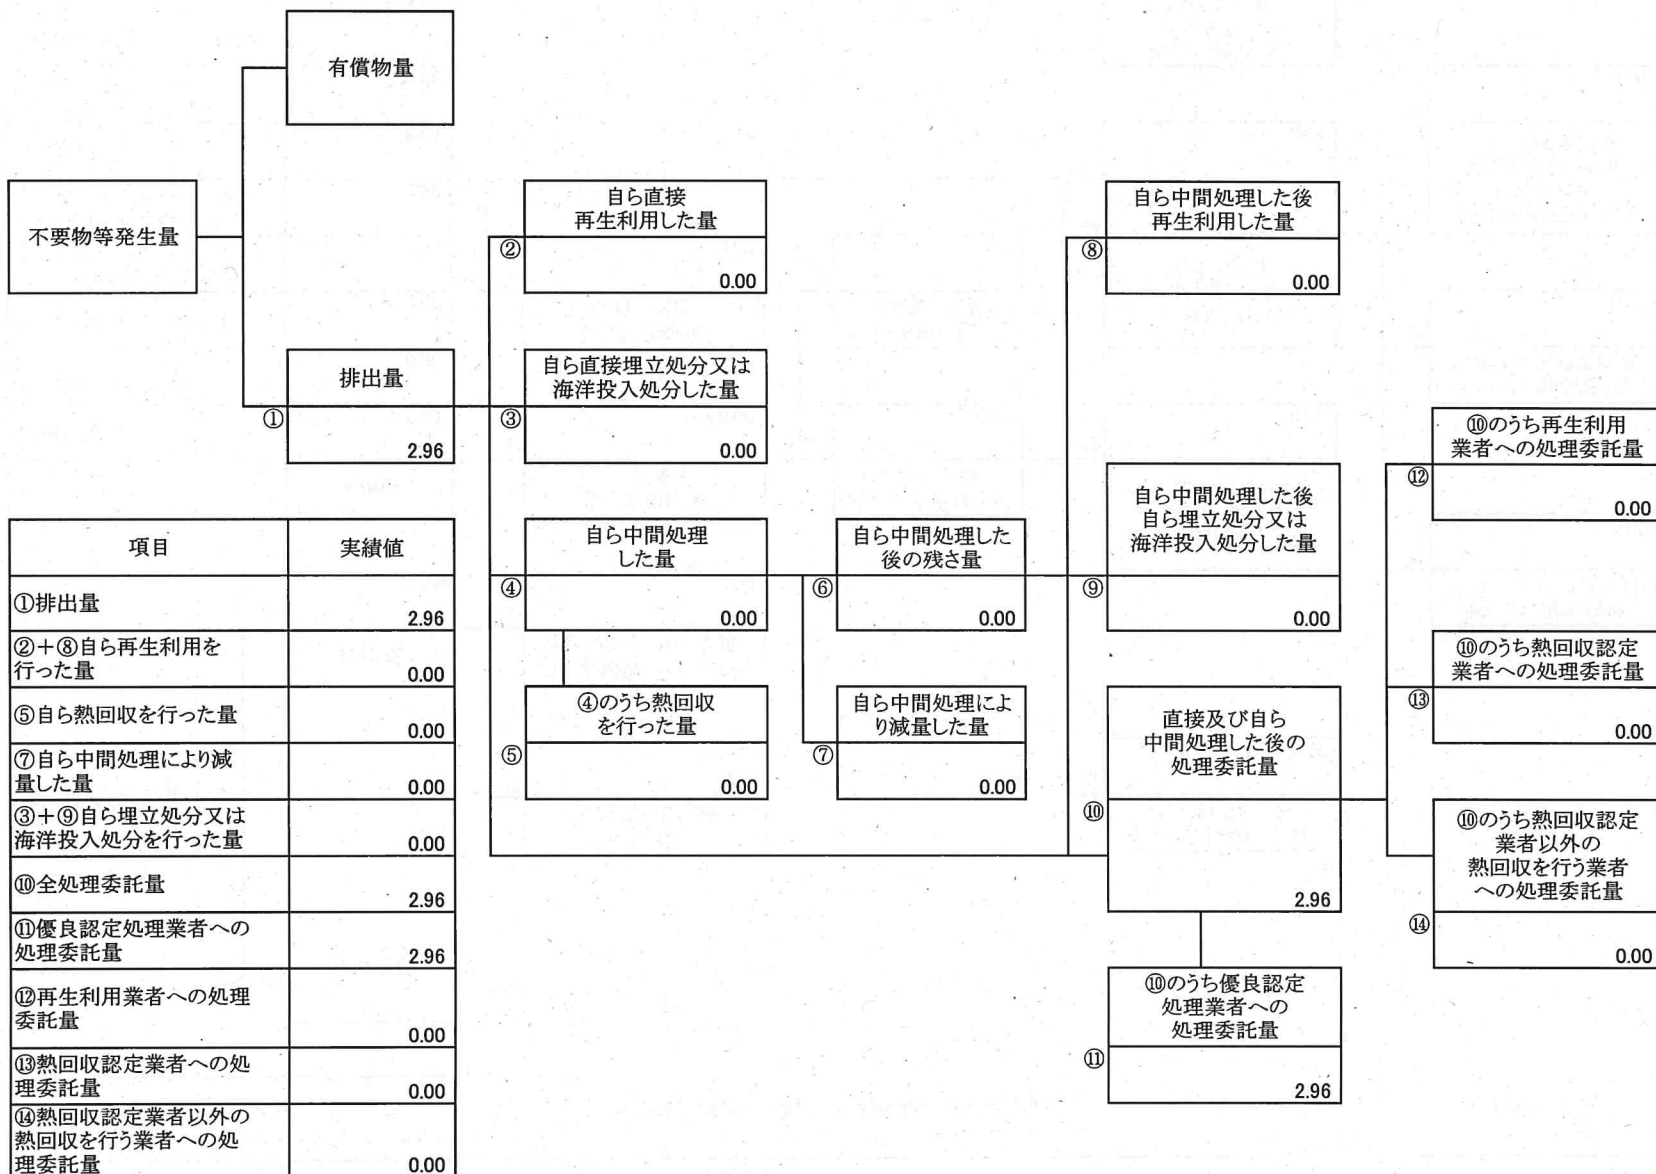 有償物量
不要物等発生量
排出量
①
2.96
自ら直接
再生利用した量
②
0.00
自ら直接埋立処分又は
海洋投入処分した量
③
0.00
自ら中間処理
した量
④
0.00
④のうち熱回収
を行った量
⑤
0.00
自ら中間処理した
後の残さ量
⑥
0.00
自ら中間処理によ
り減量した量
⑦
0.00
自ら中間処理した後
再生利用した量
⑧
0.00
自ら中間処理した後
自ら埋立処分又は
海洋投入処分した量
⑨
0.00
直接及び自ら
中間処理した後の
処理委託量
⑩
2.96
⑩のうち優良認定
処理業者への
処理委託量
⑪
2.96
⑩のうち再生利用
業者への処理委託量
⑫
0.00
⑩のうち熱回収認定
業者への処理委託量
⑬
0.00
⑩のうち熱回収認定
業者以外の
熱回収を行う業者
への処理委託量
⑭
0.00
項目 実績値
①排出量
2.96
②+⑧自ら再生利用を
行った量
0.00
⑤自ら熱回収を行った量
0.00
⑦自ら中間処理により減
量した量
0.00
③+⑨自ら埋立処分又は
海洋投入処分を行った量
0.00
⑩全処理委託量
2.96
⑪優良認定処理業者への
処理委託量
2.96
⑫再生利用業者への処理
委託量
0.00
⑬熱回収認定業者への処
理委託量
0.00
⑭熱回収認定業者以外の
熱回収を行う業者への処
理委託量
0.00